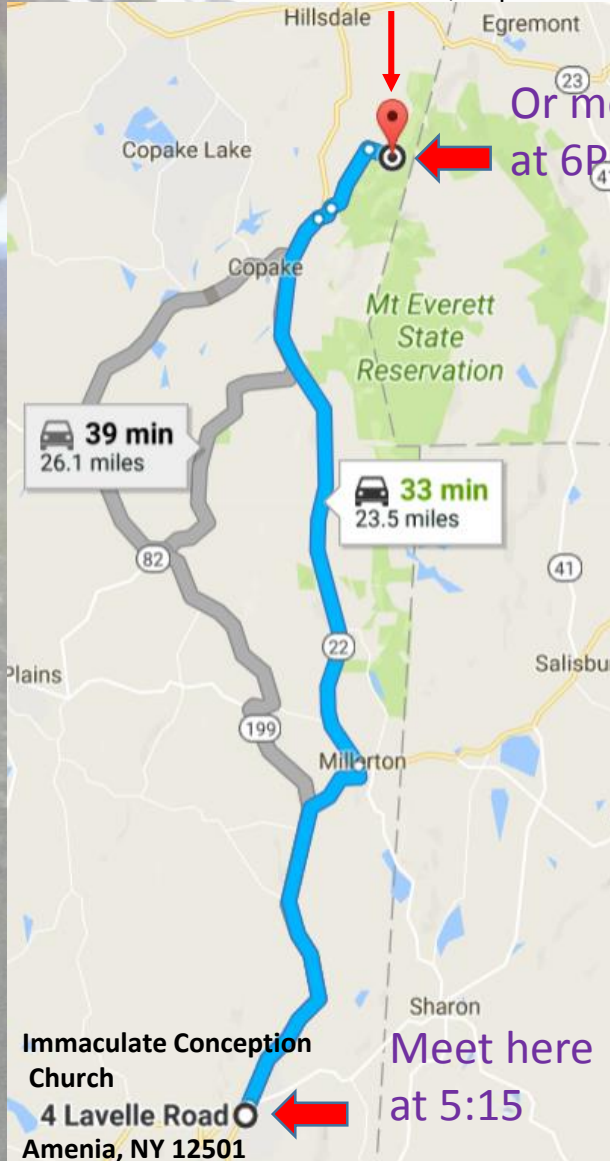 Hillsdale
Egremont
23
Or
at
Copake Lake
Copake
Mt Everett
State
Reservation
39 min
26.1 miles
33 min
23.5 miles
82
41
22
Salisbu
Plains
199
Millerton
Sharon
Immaculate Conception
Church
Meet here
at 5:15
4 Lavelle Road
Amenia, NY 12501